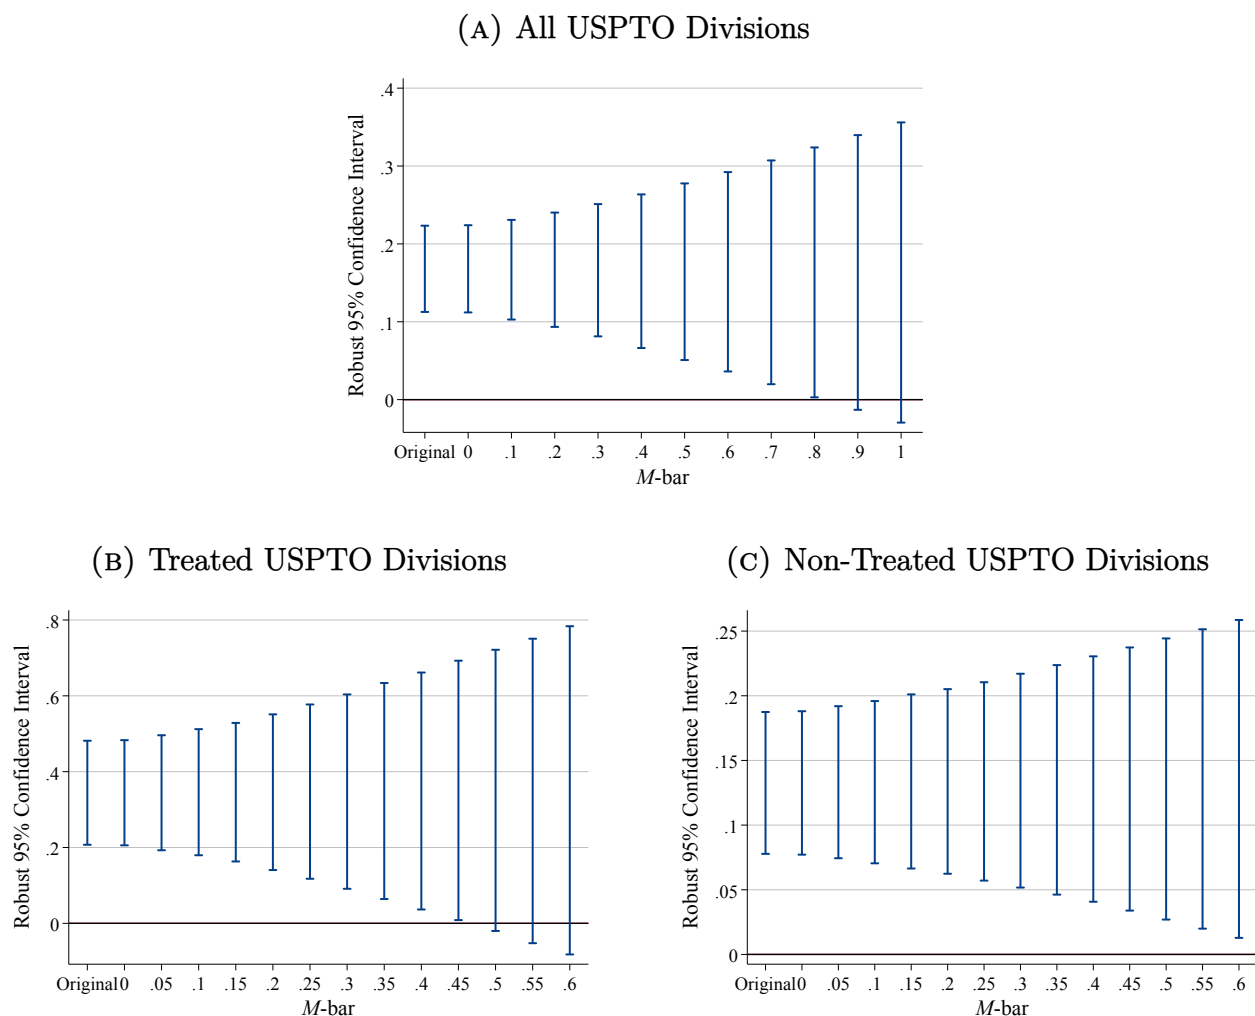 (A) All USPTO Divisions
Robust 95% Confidence Interval
.4
.3
.2
.1
0
Original 0 .1 .2 .3 .4 .5 .6 .7 .8 .9 1
M-bar
(B) Treated USPTO Divisions
Robust 95% Confidence Interval
.8
.6
.4
.2
0
Original 0 .05 .1 .15 .2 .25 .3 .35 .4 .45 .5 .55 .6
M-bar
(C) Non-Treated USPTO Divisions
Robust 95% Confidence Interval
.25
.2
.15
.1
.05
0
Original 0 .05 .1 .15 .2 .25 .3 .35 .4 .45 .5 .55 .6
M-bar